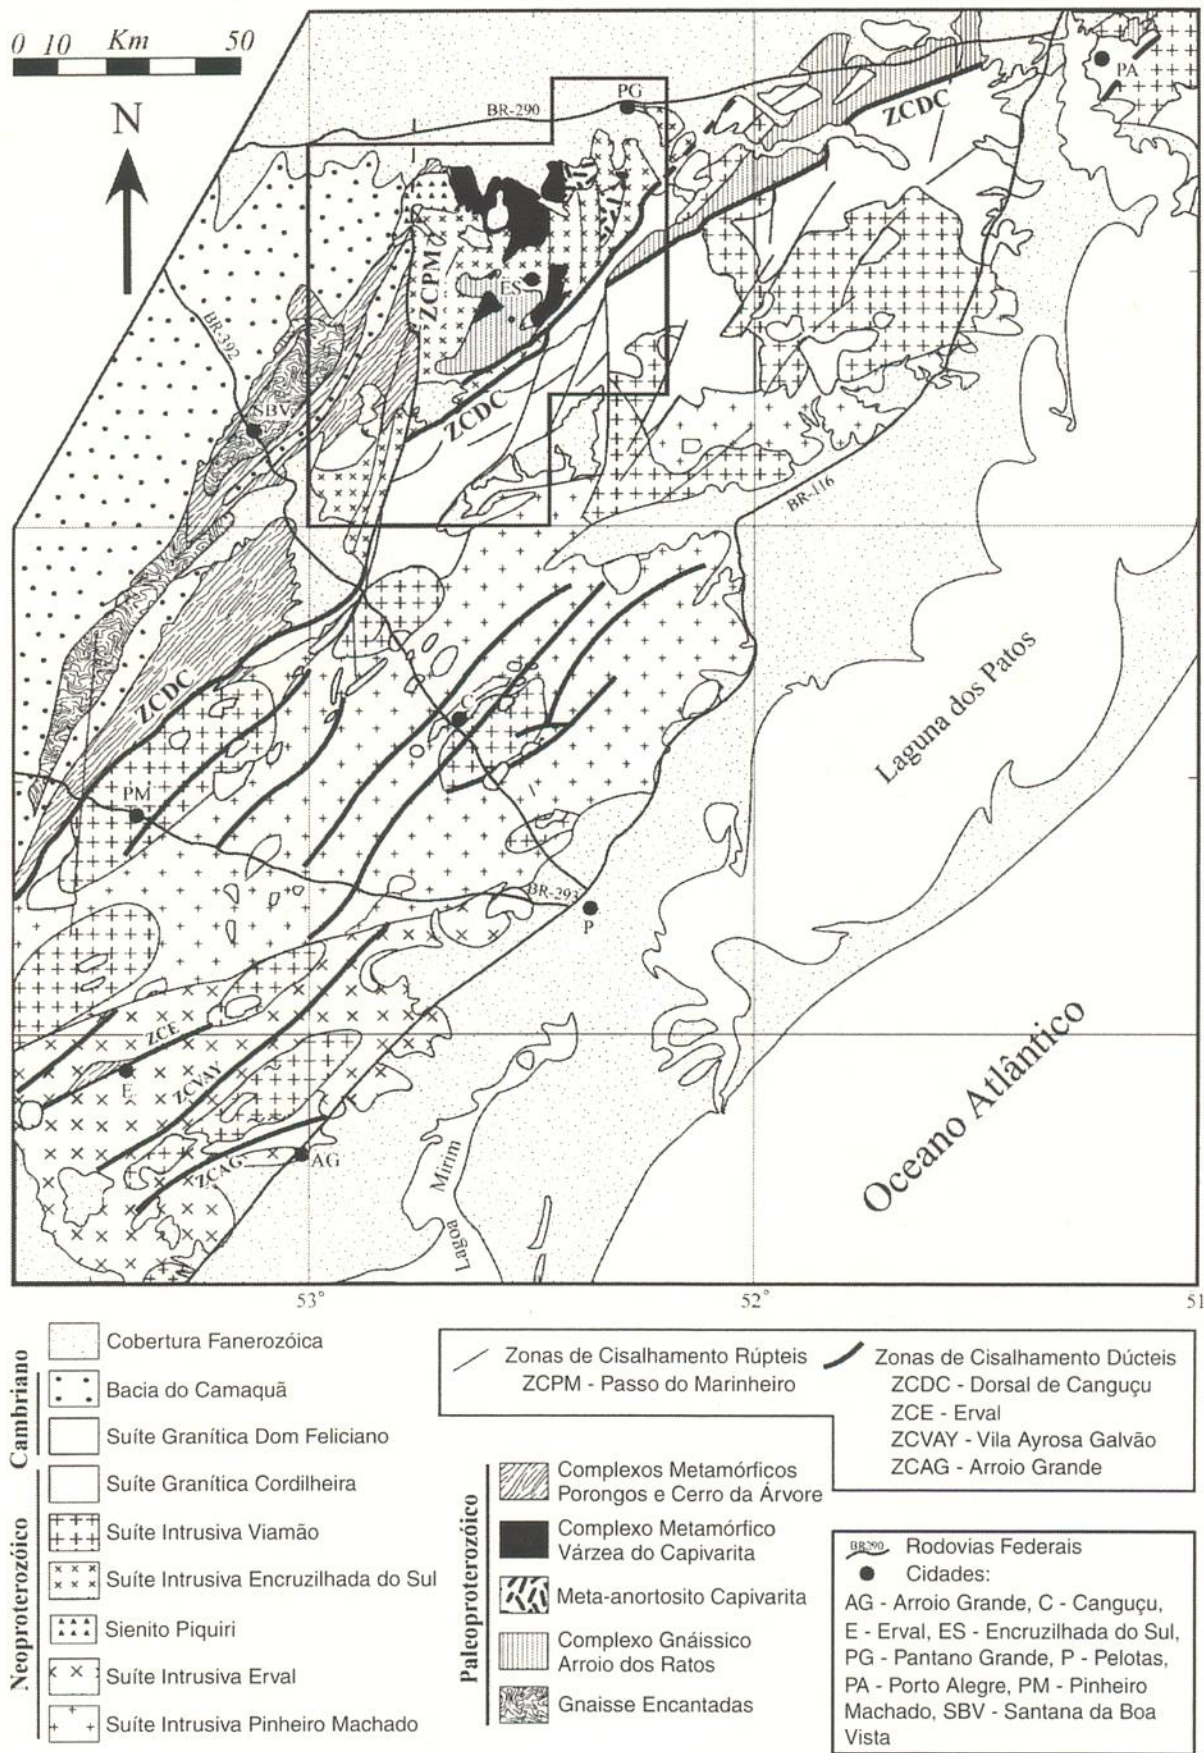 0 10 Km 50
N
BR-290
PG
PA
ZCDC
ZCPM
ES
BR-392
SBV
ZCDC
BR-116
ZCDC
C
Laguna dos Patos
PM
BR-293
P
ZCE
E
ZCVAY
ZCAG
AG
Lagoa Mirim
Oceano Atlântico
53° 52° 51
Cobertura Fanerozóica
Cambriano
Bacia do Camaquã
Suíte Granítica Dom Feliciano
Neoproterozóico
Suíte Granítica Cordilheira
Suíte Intrusiva Viamão
Suíte Intrusiva Encruzilhada do Sul
Sienito Piquiri
Suíte Intrusiva Erval
Suíte Intrusiva Pinheiro Machado
Zonas de Cisalhamento Rúpteis
ZCPM - Passo do Marinheiro
Zonas de Cisalhamento Dúcteis
ZCDC - Dorsal de Canguçu
ZCE - Erval
ZCVAY - Vila Ayrosa Galvão
ZCAG - Arroio Grande
Paleoproterozóico
Complexos Metamórficos
Porongos e Cerro da Árvore
Complexo Metamórfico
Várzea do Capivarita
Meta-anortosito Capivarita
Complexo Gnáissico
Arroio dos Ratos
Gnaisse Encantadas
BR290 Rodovias Federais
Cidades:
AG - Arroio Grande, C - Canguçu,
E - Erval, ES - Encruzilhada do Sul,
PG - Pantano Grande, P - Pelotas,
PA - Porto Alegre, PM - Pinheiro
Machado, SBV - Santana da Boa
Vista